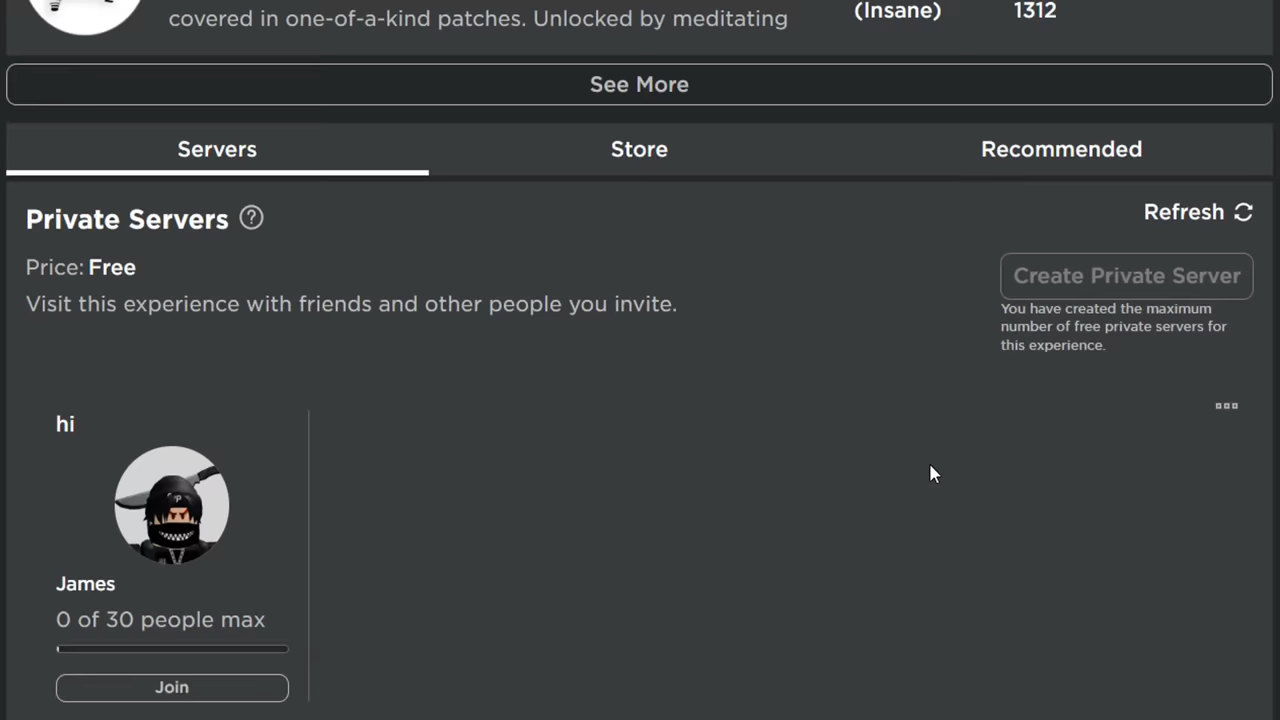 covered in one-of-a-kind patches. Unlocked by meditating
(Insane) 1312
See More
Servers Store Recommended
Private Servers ?
Refresh
Price: Free
Create Private Server
Visit this experience with friends and other people you invite.
You have created the maximum
number of free private servers for
this experience.
hi
James
0 of 30 people max
Join